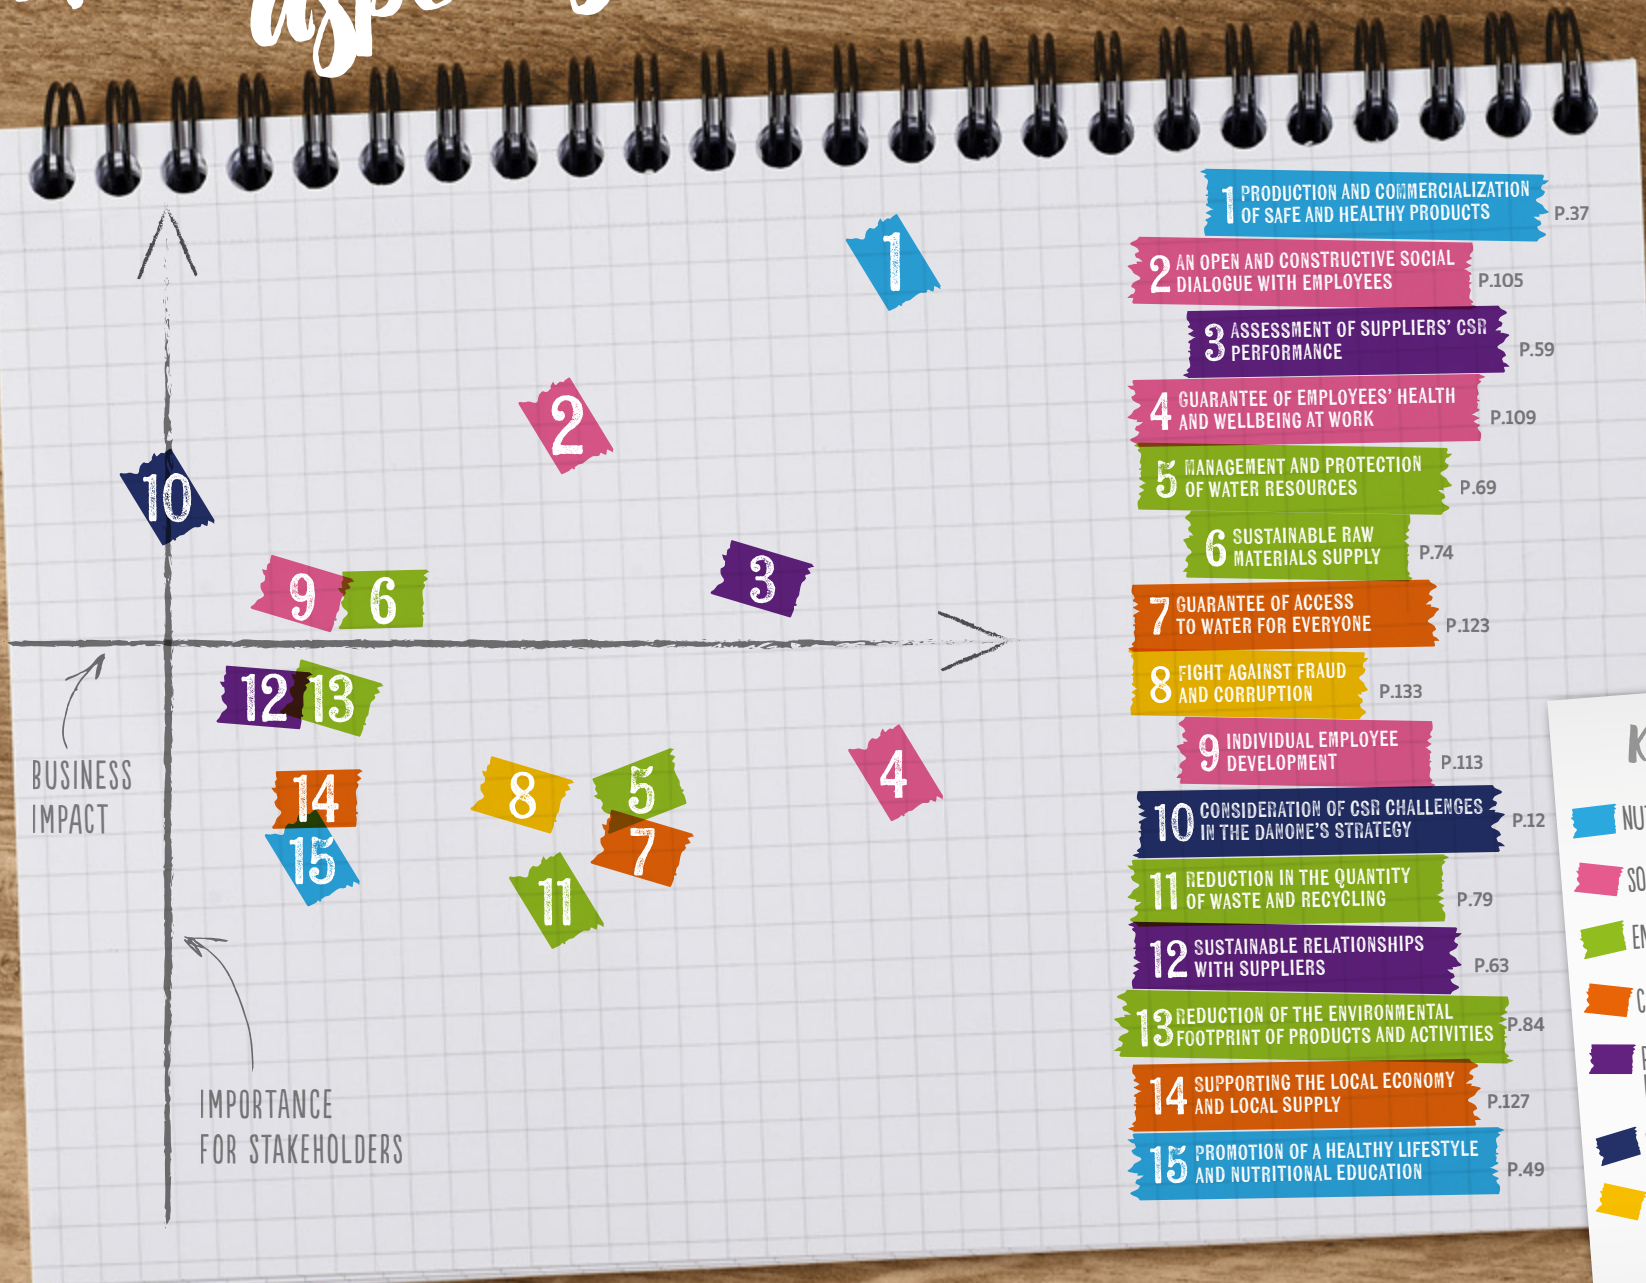 1
2
10
3
9
6
12
13
4
14
8
5
7
15
11
BUSINESS
IMPACT
IMPORTANCE
FOR STAKEHOLDERS
1 PRODUCTION AND COMMERCIALIZATION
OF SAFE AND HEALTHY PRODUCTS
P.37
2 AN OPEN AND CONSTRUCTIVE SOCIAL
DIALOGUE WITH EMPLOYEES
P.105
3 ASSESSMENT OF SUPPLIERS' CSR
PERFORMANCE
P.59
4 GUARANTEE OF EMPLOYEES' HEALTH
AND WELLBEING AT WORK
P.109
5 MANAGEMENT AND PROTECTION
OF WATER RESOURCES
P.69
6 SUSTAINABLE RAW
MATERIALS SUPPLY
P.74
7 GUARANTEE OF ACCESS
TO WATER FOR EVERYONE
P.123
8 FIGHT AGAINST FRAUD
AND CORRUPTION
P.133
9 INDIVIDUAL EMPLOYEE
DEVELOPMENT
P.113
10 CONSIDERATION OF CSR CHALLENGES
IN THE DANONE'S STRATEGY
P.12
11 REDUCTION IN THE QUANTITY
OF WASTE AND RECYCLING
P.79
12 SUSTAINABLE RELATIONSHIPS
WITH SUPPLIERS
P.63
13 REDUCTION OF THE ENVIRONMENTAL
FOOTPRINT OF PRODUCTS AND ACTIVITIES
P.84
14 SUPPORTING THE LOCAL ECONOMY
AND LOCAL SUPPLY
P.127
15 PROMOTION OF A HEALTHY LIFESTYLE
AND NUTRITIONAL EDUCATION
P.49